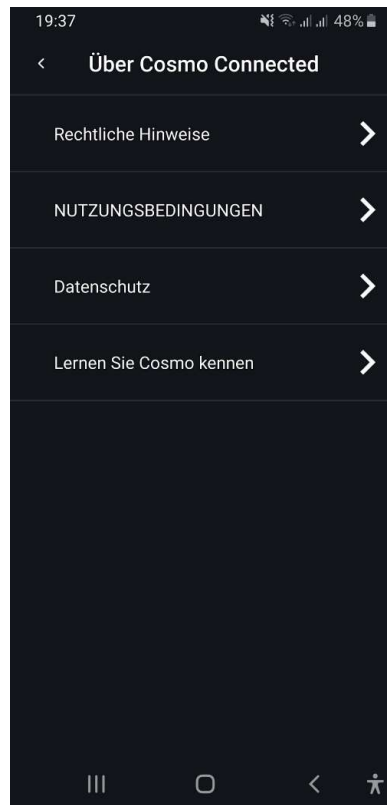 19:37
48%
Über Cosmo Connected
Rechtliche Hinweise
NUTZUNGSBEDINGUNGEN
Datenschutz
Lernen Sie Cosmo kennen